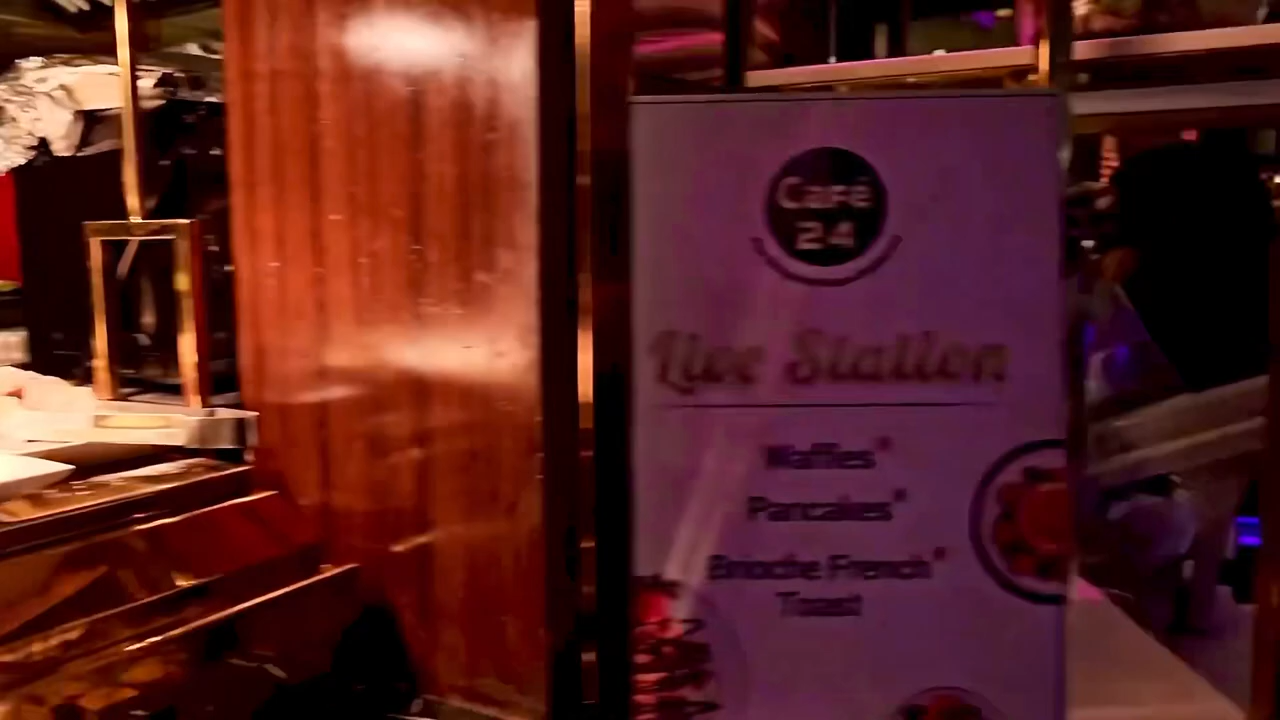 Café
24
Live Station
Waffles*
Pancakes*
Brioche French*
Toast